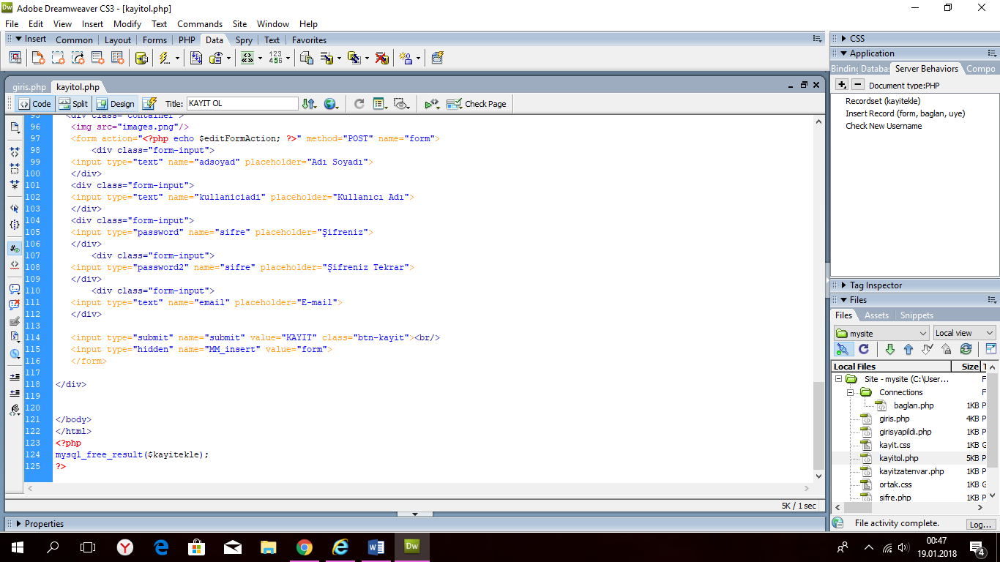 Adobe Dreamweaver CS3 - [kayitol.php]
File Edit View Insert Modify Text Commands Site Window Help
Insert Common Layout Forms PHP Data Spry Text Favorites
giris.php kayitol.php
Code Split Design Title: KAYIT OL Check Page
95 <div class="container">
96 <img src="images.png"/>
97 <form action="<?php echo $editFormAction; ?>" method="POST" name="form">
98 <div class="form-input">
99 <input type="text" name="adsoyad" placeholder="Adı Soyadı">
100 </div>
101 <div class="form-input">
102 <input type="text" name="kullaniciadi" placeholder="Kullanıcı Adı">
103 </div>
104 <div class="form-input">
105 <input type="password" name="sifre" placeholder="Şifreniz">
106 </div>
107 <div class="form-input">
108 <input type="password2" name="sifre" placeholder="Şifreniz Tekrar">
109 </div>
110 <div class="form-input">
111 <input type="text" name="email" placeholder="E-mail">
112 </div>
113
114 <input type="submit" name="submit" value="KAYIT" class="btn-kayit"><br/>
115 <input type="hidden" name="MM_insert" value="form">
116 </form>
117
118 </div>
119
120
121 </body>
122 </html>
123 <?php
124 mysql_free_result($kayitekle);
125 ?>
5K / 1 sec
Properties
CSS
Application
Binding Databa: Server Behaviors Compo
Document type:PHP
Recordset (kayitekle)
Insert Record (form, baglan, uye)
Check New Username
Tag Inspector
Files
Files Assets Snippets
mysite Local view
Local Files Size T
Site - mysite (C:\User... F
Connections F
baglan.php 1KB P
giris.php 4KB P
girisyapildi.php 1KB P
kayit.css 1KB G
kayitol.php 5KB P
kayitzatenvar.php 1KB P
ortak.css 1KB G
sifre.php 1KB P
File activity complete. Log...
00:47
19.01.2018
4